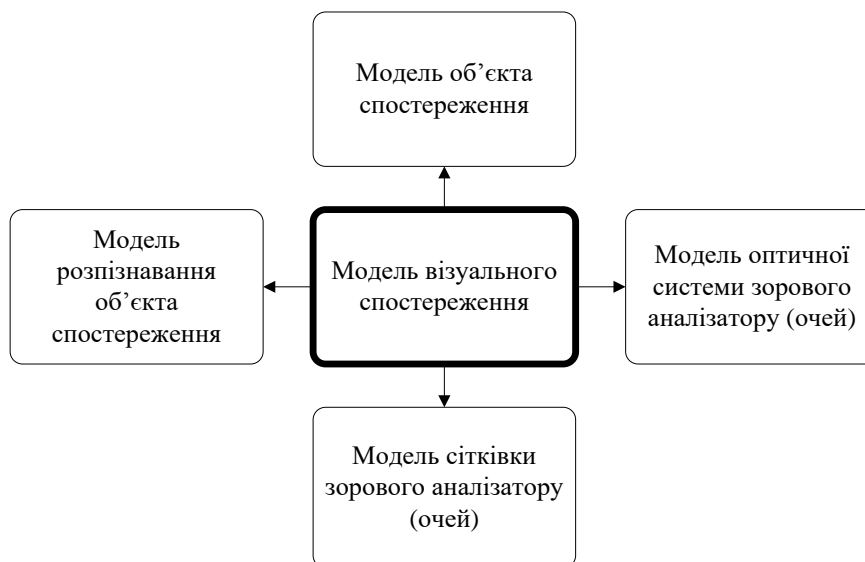 Модель об’єкта
спостереження
Модель
розпізнавання
об’єкта
спостереження
Модель візуального
спостереження
Модель оптичної
системи зорового
аналізатору (очей)
Модель сітківки
зорового аналізатору
(очей)